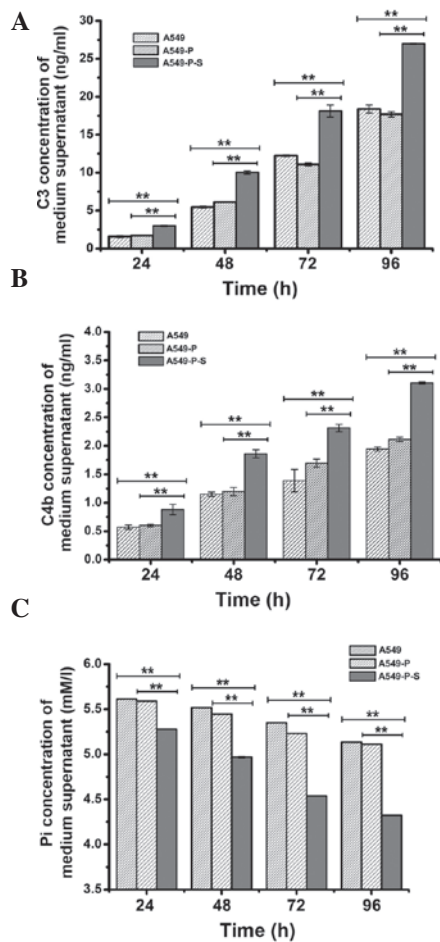 A
C3 concentration of
medium supernatant (ng/ml)
30
25
20
15
10
5
0
A549
A549-P
A549-P-S
**
**
**
**
**
**
**
**
24
48
72
96
Time (h)
B
C4b concentration of
medium supernatant (ng/ml)
4.0
3.5
3.0
2.5
2.0
1.5
1.0
0.5
0.0
A549
A549-P
A549-P-S
**
**
**
**
**
**
**
**
24
48
72
96
Time (h)
C
Pi concentration of
medium supernatant (mM/l)
6.0
5.5
5.0
4.5
4.0
3.5
A549
A549-P
A549-P-S
**
**
**
**
**
**
**
**
24
48
72
96
Time (h)